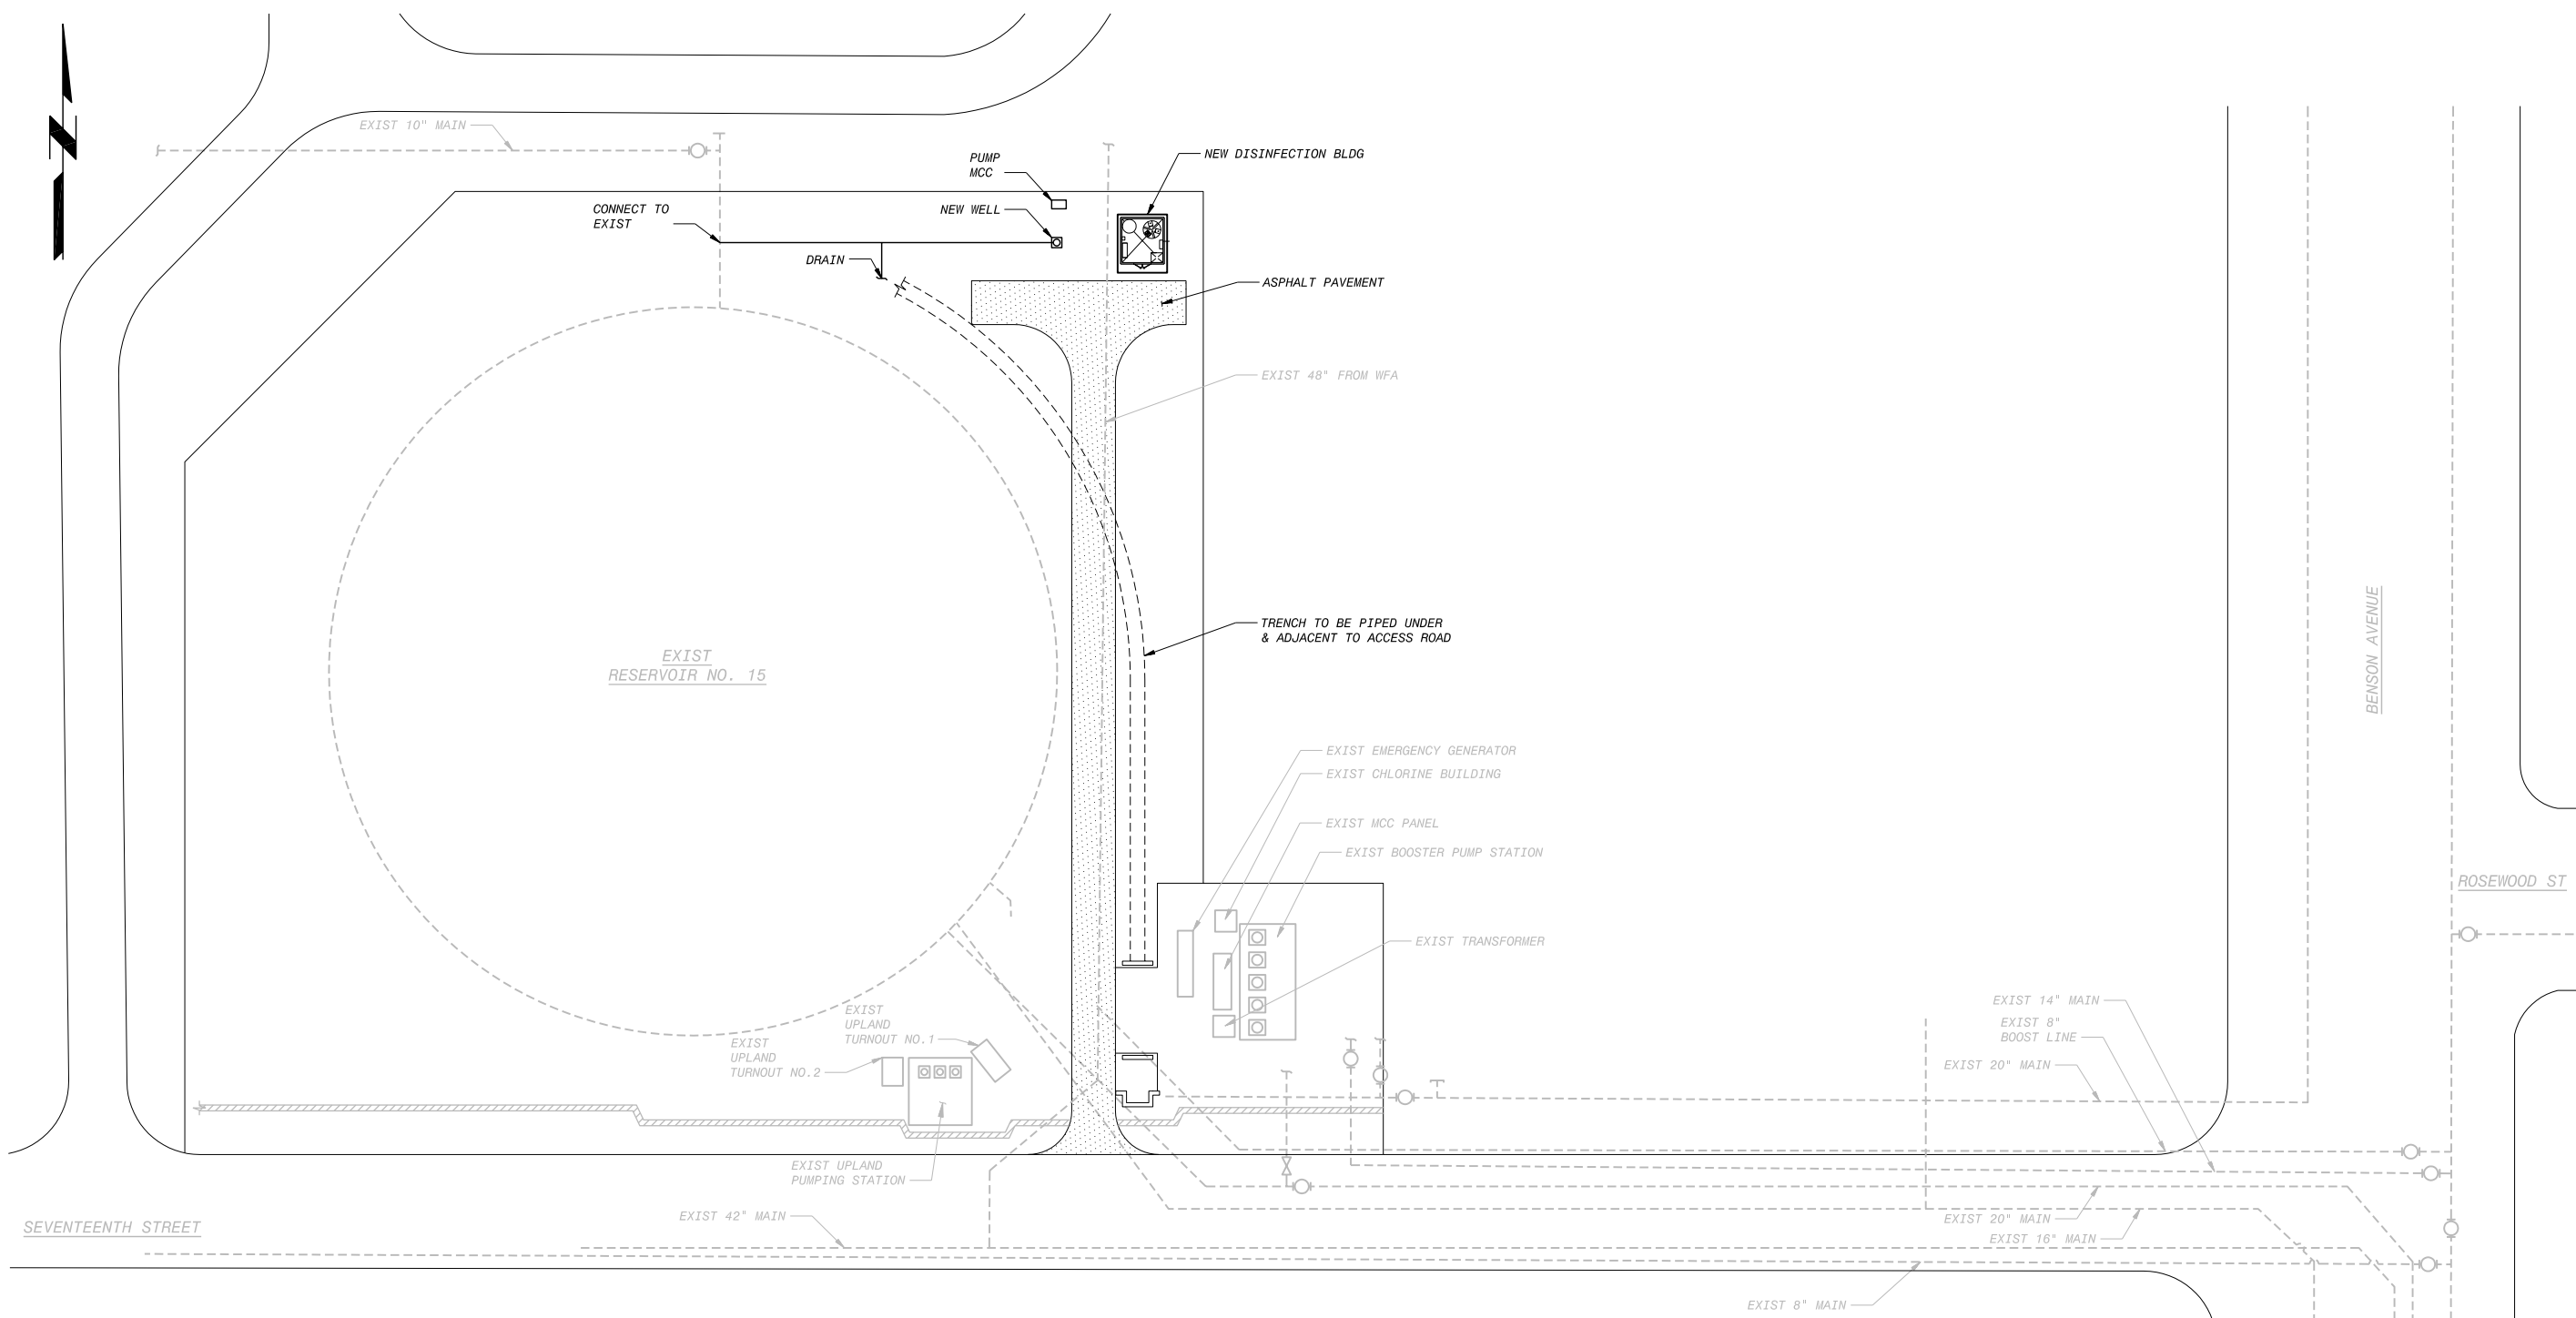 N
EXIST 10" MAIN
PUMP
MCC
NEW DISINFECTION BLDG
CONNECT TO
EXIST
NEW WELL
DRAIN
ASPHALT PAVEMENT
EXIST 48" FROM WFA
TRENCH TO BE PIPED UNDER
& ADJACENT TO ACCESS ROAD
EXIST
RESERVOIR NO. 15
BENSON AVENUE
EXIST EMERGENCY GENERATOR
EXIST CHLORINE BUILDING
EXIST MCC PANEL
EXIST BOOSTER PUMP STATION
ROSEWOOD ST
EXIST TRANSFORMER
EXIST
UPLAND
TURNOUT NO.1
EXIST
UPLAND
TURNOUT NO.2
EXIST 14" MAIN
EXIST 8"
BOOST LINE
EXIST 20" MAIN
EXIST UPLAND
PUMPING STATION
SEVENTEENTH STREET
EXIST 42" MAIN
EXIST 20" MAIN
EXIST 16" MAIN
EXIST 8" MAIN